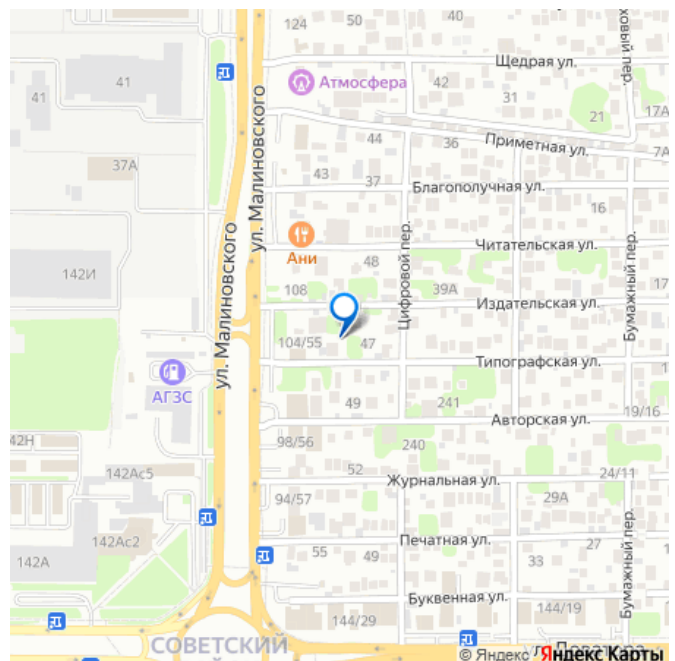 124
50
40
Щедрая ул.
41
41
Атмосфера
42
31
21
17А
ул. Малиновского
44
36
Приметная ул.
7А
37А
43
37
Благополучная ул.
16
Ани
48
Читательская ул.
ул. Малиновского
Цифровой пер.
Бумажный пер.
142И
108
39А
Издательская ул.
104/55
47
АГЗС
Типографская ул.
49
241
19/16
Авторская ул.
142Н
98/56
240
142Ас5
52
Журнальная ул.
24/11
94/57
29А
142Ас2
55
49
Печатная ул.
27
142А
33
Бумажный пер.
144/29
Буквенная ул.
144/19
СОВЕТСКИЙ
© Яндекс Яндекс Карты